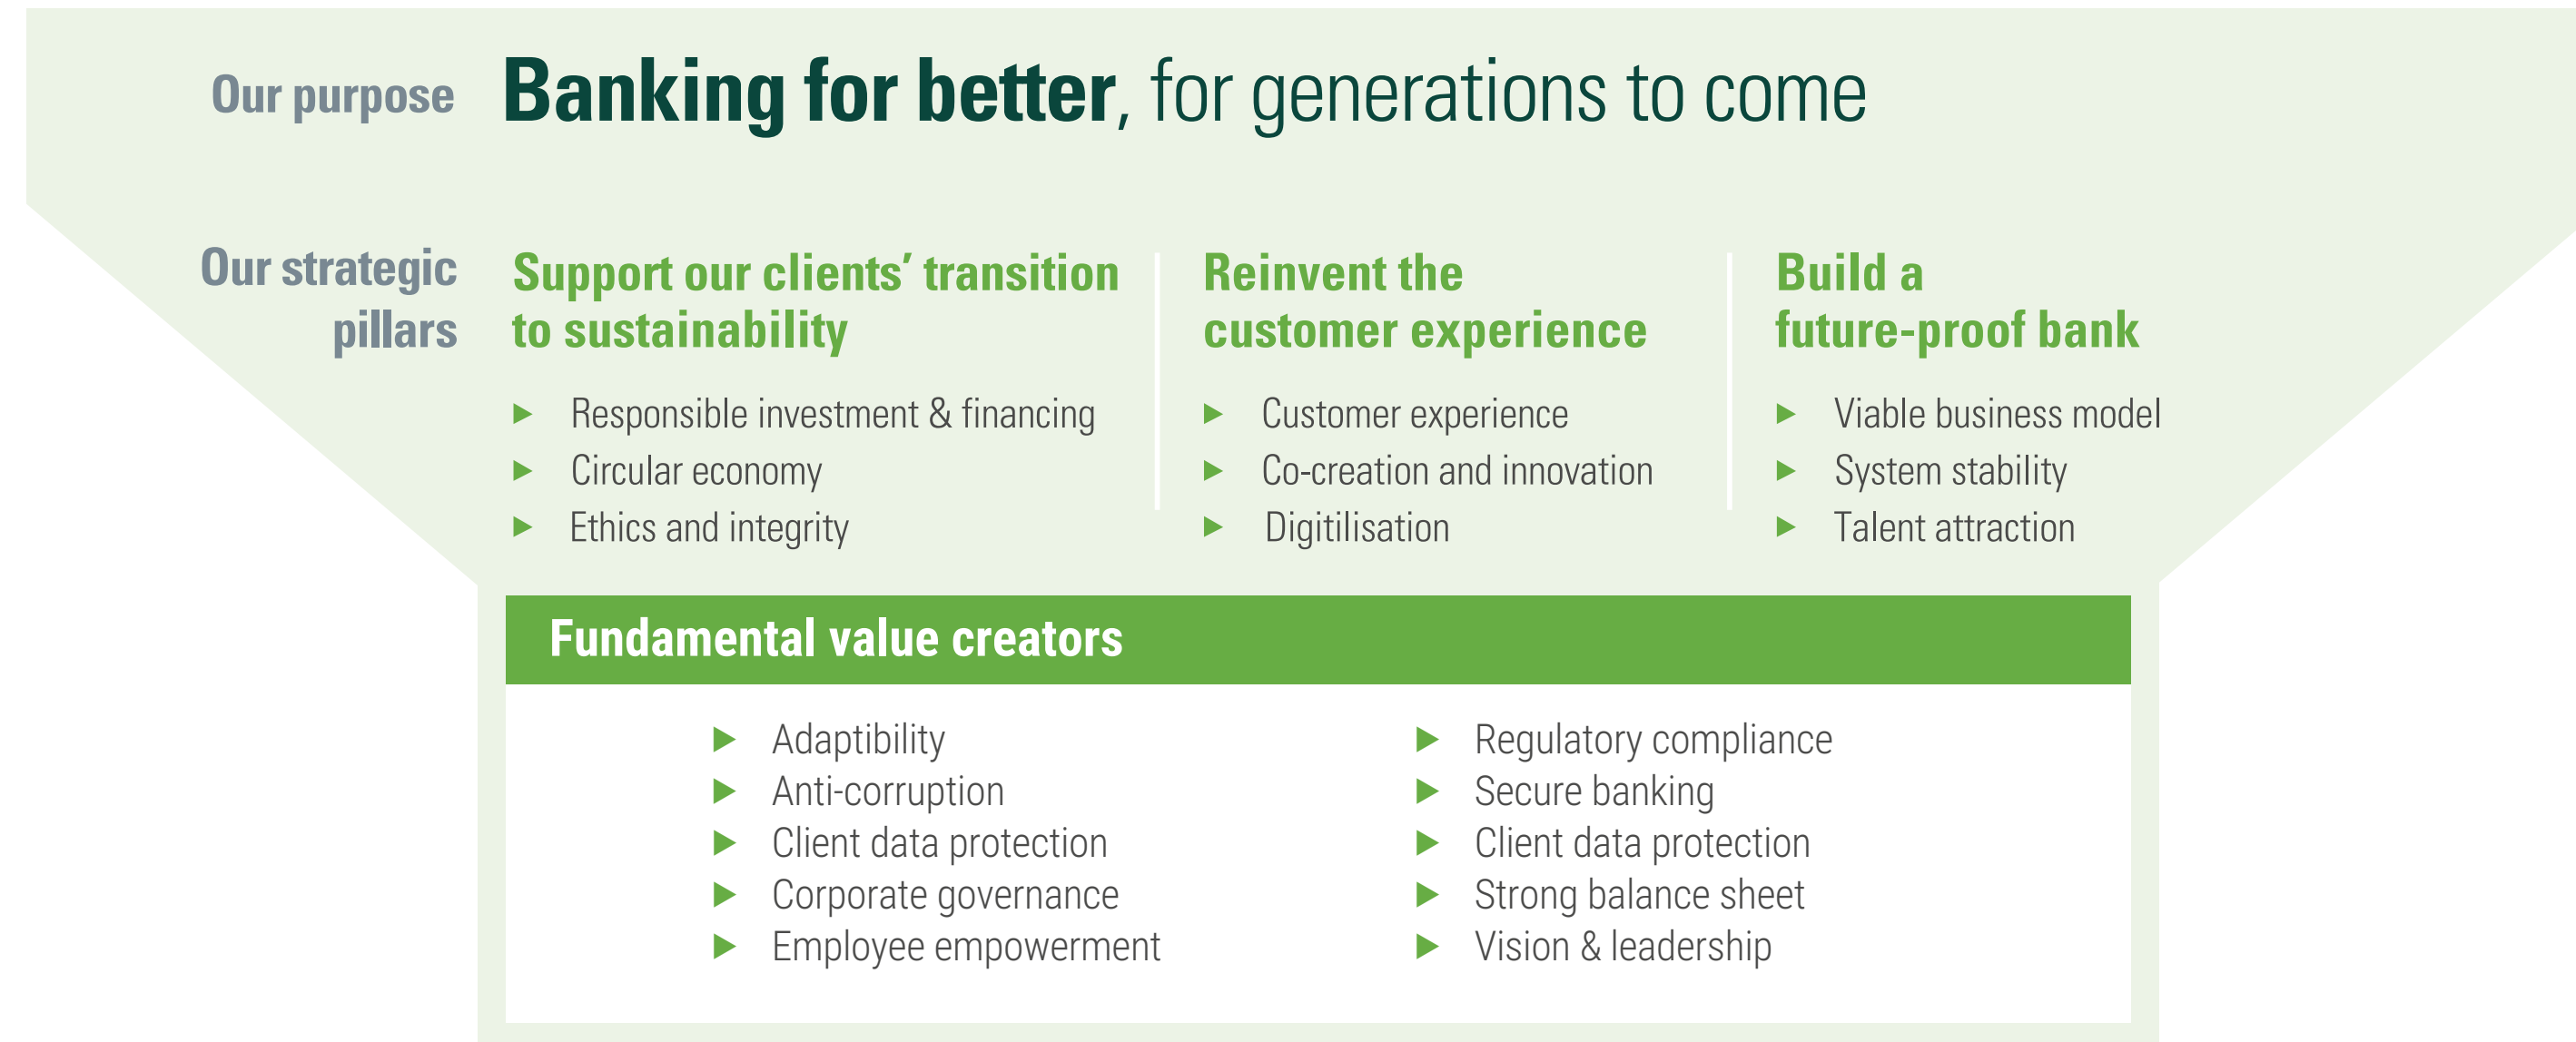 Our purpose
Banking for better, for generations to come
Our strategic
pillars
Support our clients’ transition
to sustainability
Responsible investment & financing
Circular economy
Ethics and integrity
Reinvent the
customer experience
Customer experience
Co-creation and innovation
Digitilisation
Build a
future-proof bank
Viable business model
System stability
Talent attraction
Fundamental value creators
Adaptibility
Anti-corruption
Client data protection
Corporate governance
Employee empowerment
Regulatory compliance
Secure banking
Client data protection
Strong balance sheet
Vision & leadership